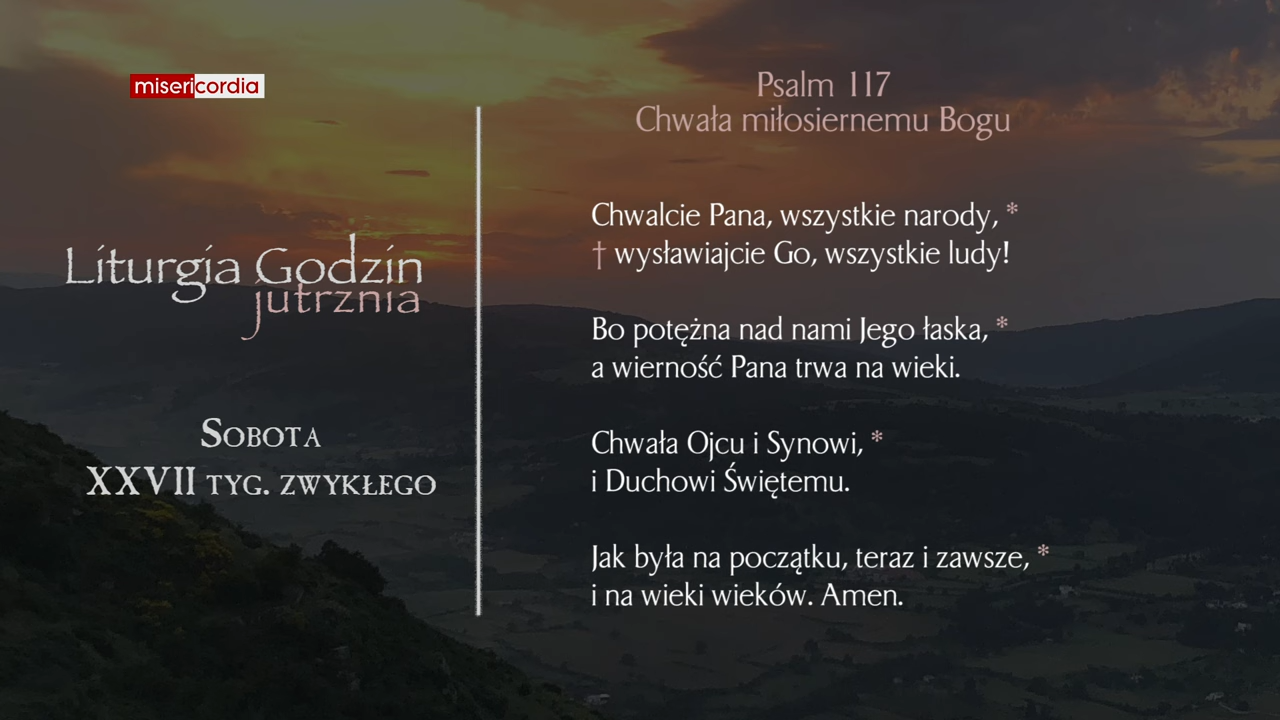 misericordia
Liturgia Godzin
jutrznia
Sobota
XXVII tyg. zwykłego
Psalm 117
Chwała miłosiernemu Bogu
Chwalcie Pana, wszystkie narody, *
† wysławiajcie Go, wszystkie ludy!
Bo potężna nad nami Jego łaska, *
a wierność Pana trwa na wieki.
Chwała Ojcu i Synowi, *
i Duchowi Świętemu.
Jak była na początku, teraz i zawsze, *
i na wieki wieków. Amen.